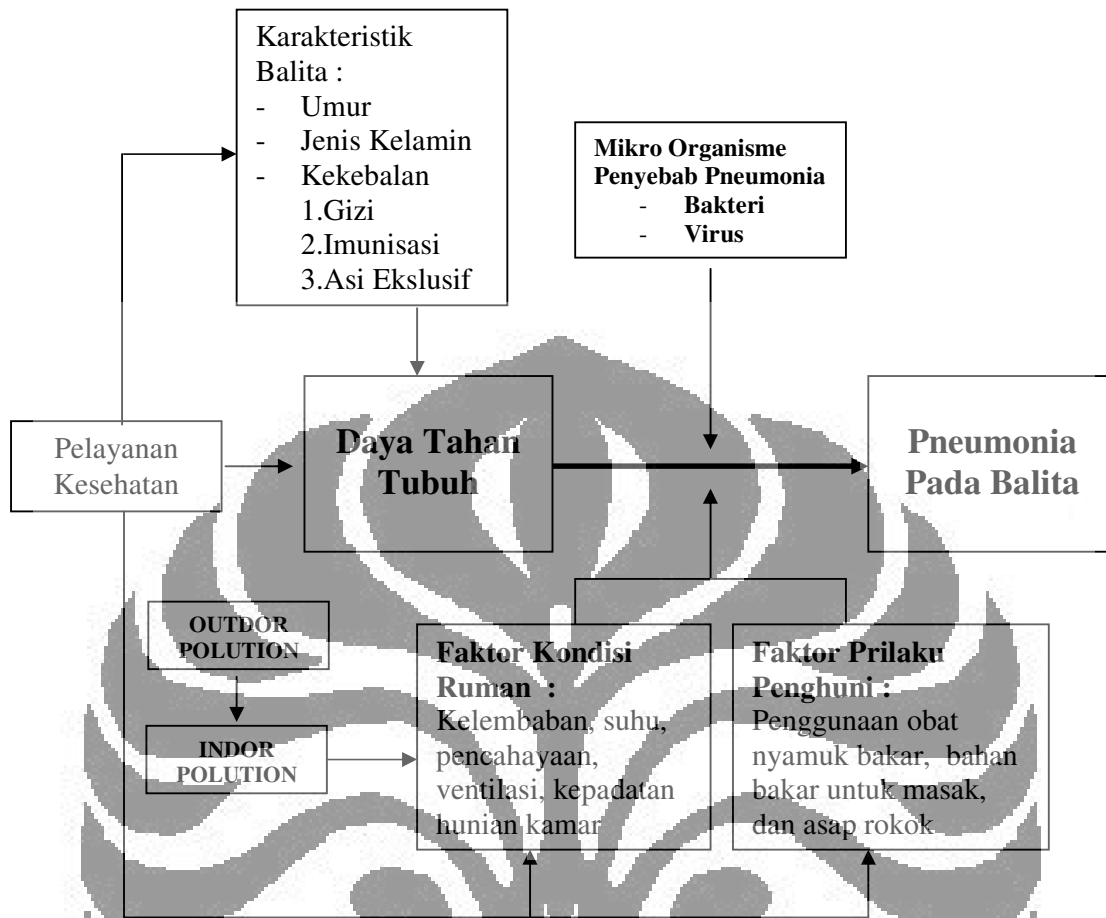 Karakteristik
Balita :
- Umur
- Jenis Kelamin
- Kekebalan
1.Gizi
2.Imunisasi
3.Asi Ekslusif
Mikro Organisme
Penyebab Pneumonia
- Bakteri
- Virus
Pelayanan
Kesehatan
Daya Tahan
Tubuh
Pneumonia
Pada Balita
OUTDOR
POLUTION
INDOR
POLUTION
Faktor Kondisi
Ruman :
Kelembaban, suhu,
pencahayaan,
ventilasi, kepadatan
hunian kamar
Faktor Prilaku
Penghuni :
Penggunaan obat
nyamuk bakar, bahan
bakar untuk masak,
dan asap rokok